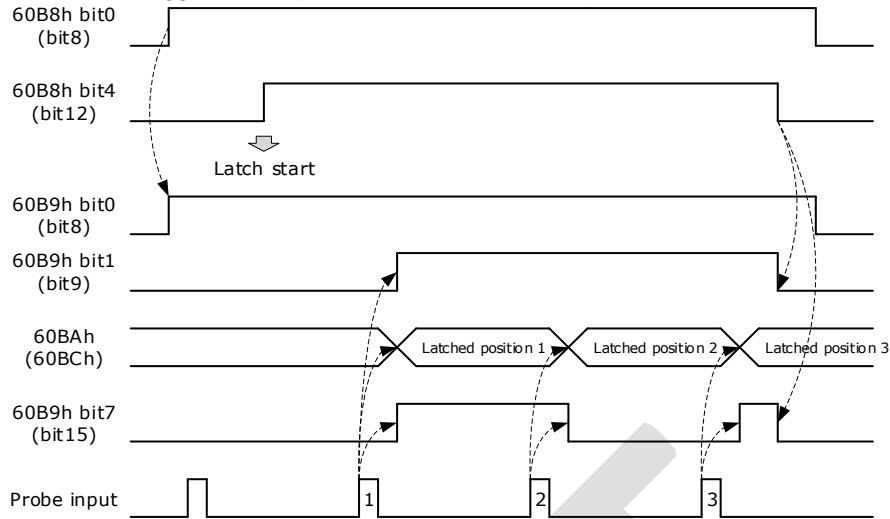 60B8h bit0
(bit8)
60B8h bit4
(bit12)
Latch start
60B9h bit0
(bit8)
60B9h bit1
(bit9)
60BAh
(60BCh)
Latched position 1
Latched position 2
Latched position 3
60B9h bit7
(bit15)
Probe input
1
2
3